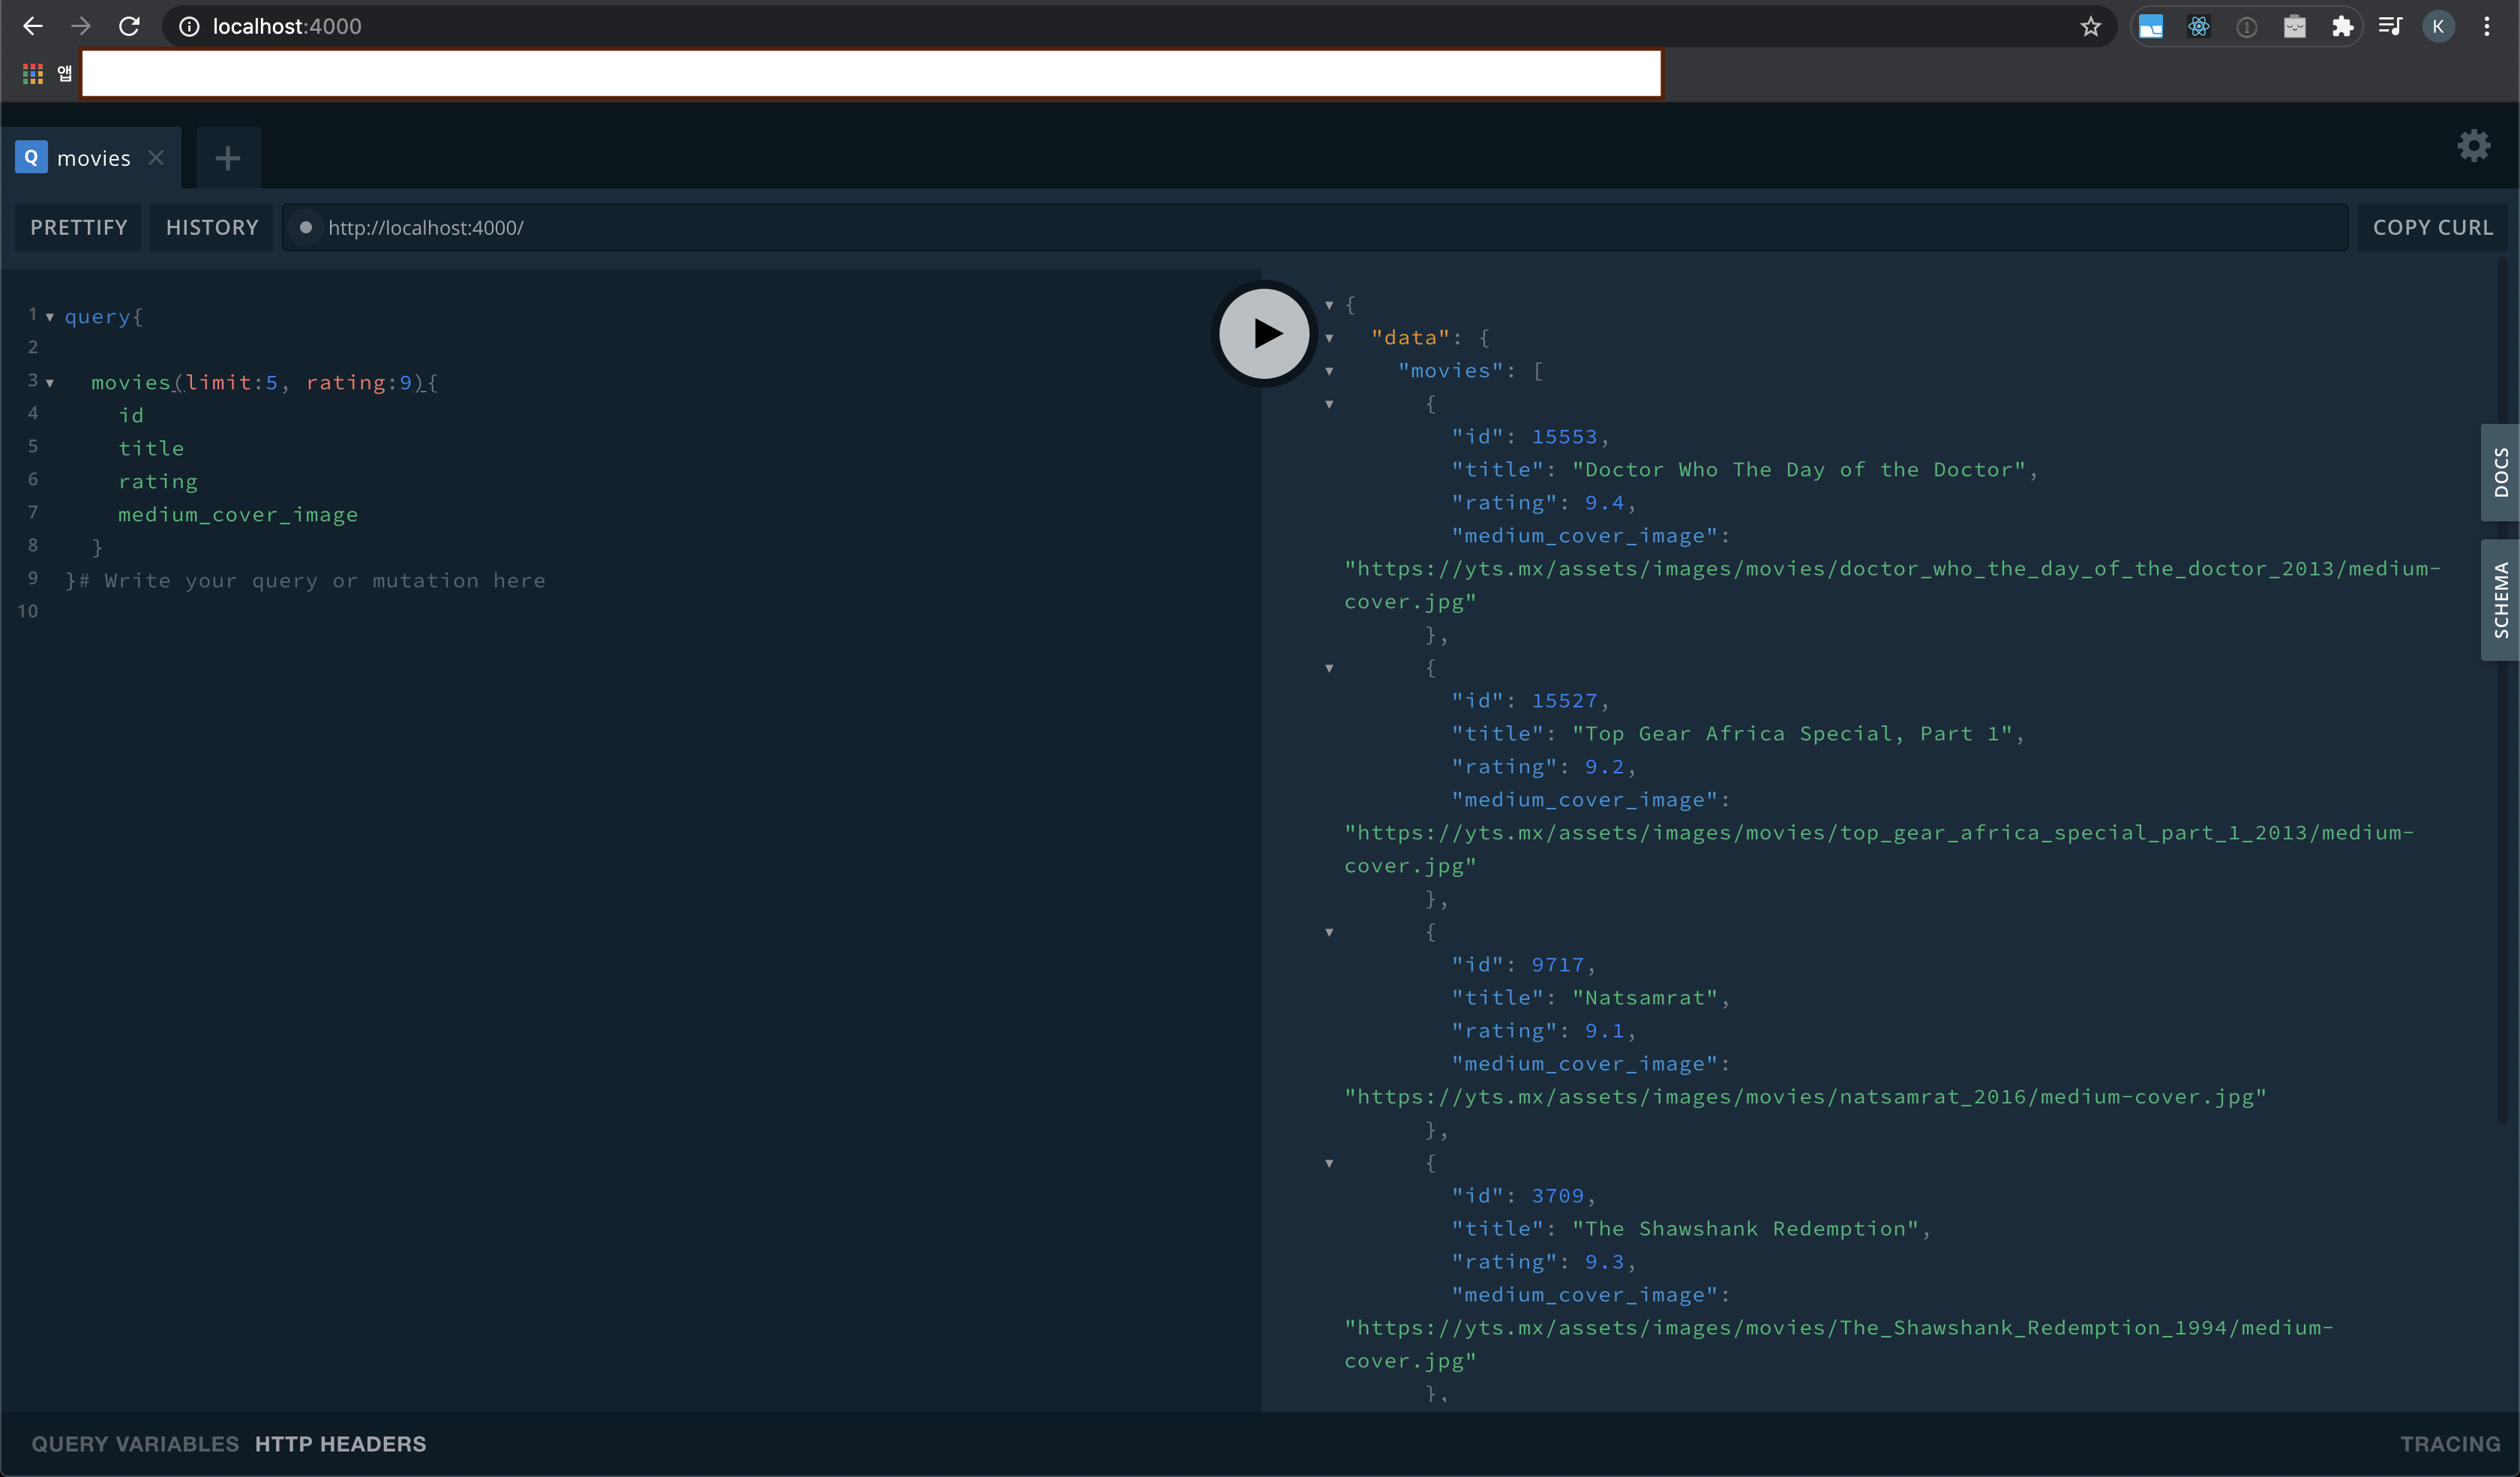 localhost:4000
K
앱
Q movies
PRETTIFY HISTORY http://localhost:4000/ COPY CURL
1 query{
2
3 movies(limit:5, rating:9){
4 id
5 title
6 rating
7 medium_cover_image
8 }
9 }# Write your query or mutation here
10
{
"data": {
"movies": [
{
"id": 15553,
"title": "Doctor Who The Day of the Doctor",
"rating": 9.4,
"medium_cover_image":
"https://yts.mx/assets/images/movies/doctor_who_the_day_of_the_doctor_2013/medium-
cover.jpg"
},
{
"id": 15527,
"title": "Top Gear Africa Special, Part 1",
"rating": 9.2,
"medium_cover_image":
"https://yts.mx/assets/images/movies/top_gear_africa_special_part_1_2013/medium-
cover.jpg"
},
{
"id": 9717,
"title": "Natsamrat",
"rating": 9.1,
"medium_cover_image":
"https://yts.mx/assets/images/movies/natsamrat_2016/medium-cover.jpg"
},
{
"id": 3709,
"title": "The Shawshank Redemption",
"rating": 9.3,
"medium_cover_image":
"https://yts.mx/assets/images/movies/The_Shawshank_Redemption_1994/medium-
cover.jpg"
},
DOCS
SCHEMA
QUERY VARIABLES HTTP HEADERS TRACING